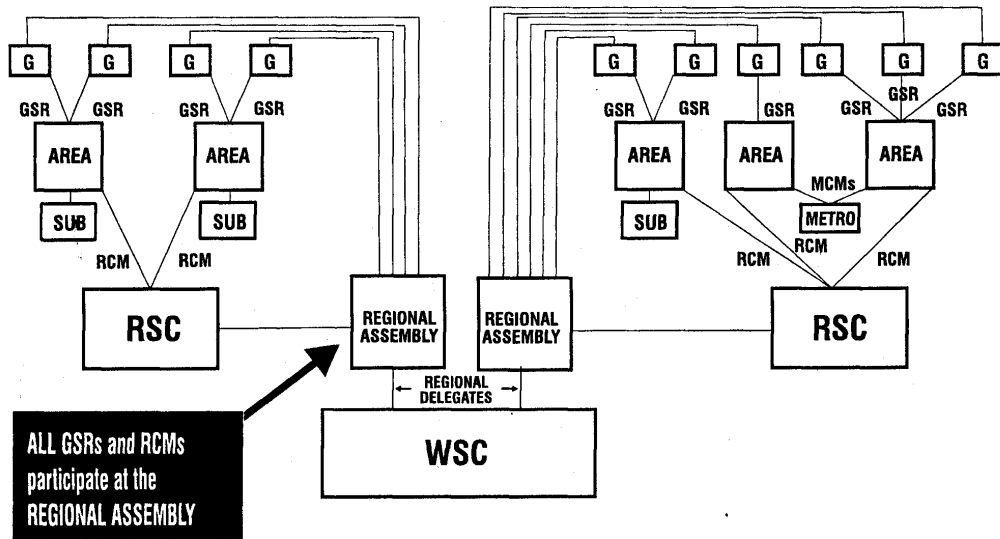 G G G G G G G G G G
GSR GSR GSR GSR GSR GSR GSR GSR GSR GSR
AREA AREA AREA AREA AREA
MCMs
SUB SUB SUB METRO
RCM RCM RCM RCM RCM
RSC
REGIONAL
ASSEMBLY
REGIONAL
ASSEMBLY
RSC
REGIONAL
DELEGATES
WSC
ALL GSRs and RCMs
participate at the
REGIONAL ASSEMBLY